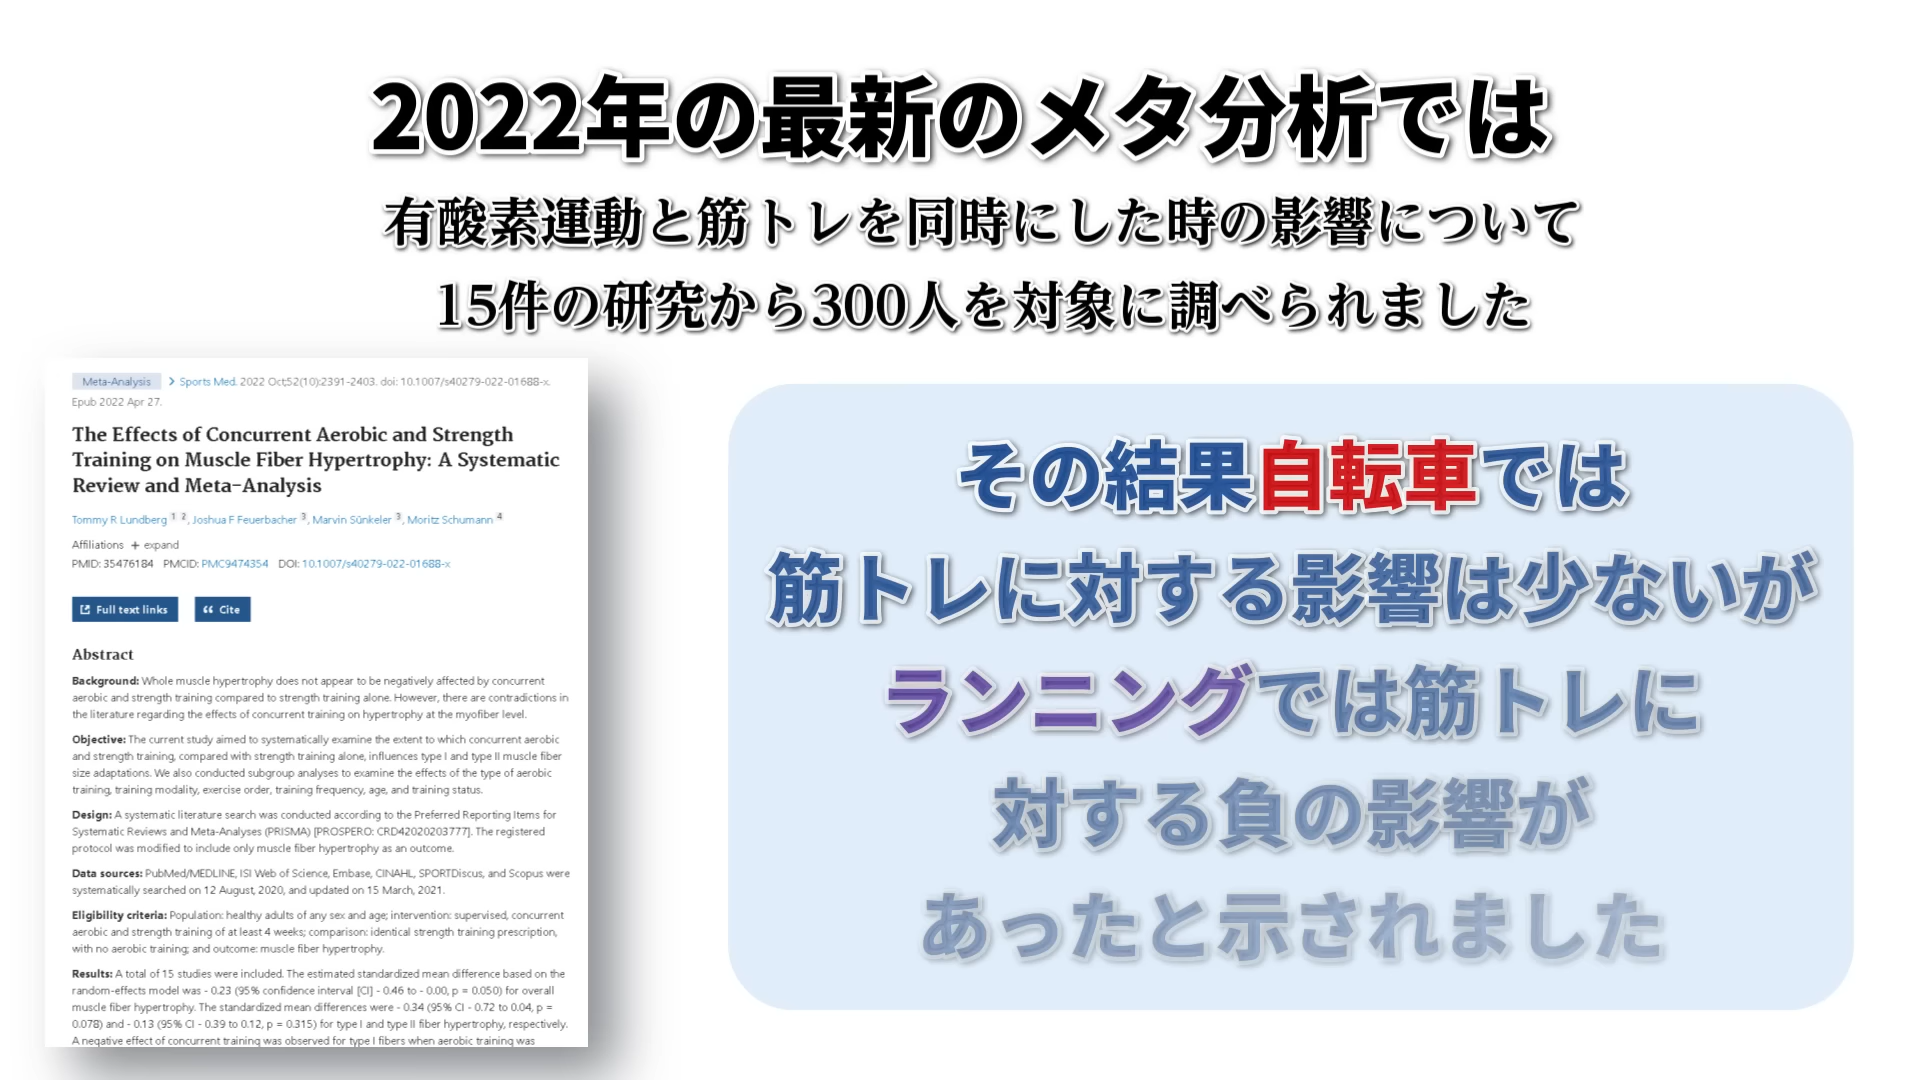 2022年の最新のメタ分析では
有酸素運動と筋トレを同時にした時の影響について
15件の研究から300人を対象に調べられました
Meta-Analysis > Sports Med. 2022 Oct;52(10):2391-2403. doi: 10.1007/s40279-022-01688-x.
Epub 2022 Apr 27.
The Effects of Concurrent Aerobic and Strength
Training on Muscle Fiber Hypertrophy: A Systematic
Review and Meta-Analysis
Tommy R Lundberg 1 2, Joshua F Feuerbacher 3, Marvin Sünkeler 3, Moritz Schumann 4
Affiliations + expand
PMID: 35476184 PMCID: PMC9474354 DOI: 10.1007/s40279-022-01688-x
Full text links
Cite
Abstract
Background: Whole muscle hypertrophy does not appear to be negatively affected by concurrent
aerobic and strength training compared to strength training alone. However, there are contradictions in
the literature regarding the effects of concurrent training on hypertrophy at the myofiber level.
Objective: The current study aimed to systematically examine the extent to which concurrent aerobic
and strength training, compared with strength training alone, influences type I and type II muscle fiber
size adaptations. We also conducted subgroup analyses to examine the effects of the type of aerobic
training, training modality, exercise order, training frequency, age, and training status.
Design: A systematic literature search was conducted according to the Preferred Reporting Items for
Systematic Reviews and Meta-Analyses (PRISMA) [PROSPERO: CRD42020203777]. The registered
protocol was modified to include only muscle fiber hypertrophy as an outcome.
Data sources: PubMed/MEDLINE, ISI Web of Science, Embase, CINAHL, SPORTDiscus, and Scopus were
systematically searched on 12 August, 2020, and updated on 15 March, 2021.
Eligibility criteria: Population: healthy adults of any sex and age; intervention: supervised, concurrent
aerobic and strength training of at least 4 weeks; comparison: identical strength training prescription,
with no aerobic training; and outcome: muscle fiber hypertrophy.
Results: A total of 15 studies were included. The estimated standardized mean difference based on the
random-effects model was - 0.23 (95% confidence interval [CI] - 0.46 to - 0.00, p = 0.050) for overall
muscle fiber hypertrophy. The standardized mean differences were - 0.34 (95% CI - 0.72 to 0.04, p =
0.078) and - 0.13 (95% CI - 0.39 to 0.12, p = 0.315) for type I and type II fiber hypertrophy, respectively.
A negative effect of concurrent training was observed for type I fibers when aerobic training was
その結果自転車では
筋トレに対する影響は少ないが
ランニングでは筋トレに
対する負の影響が
あったと示されました